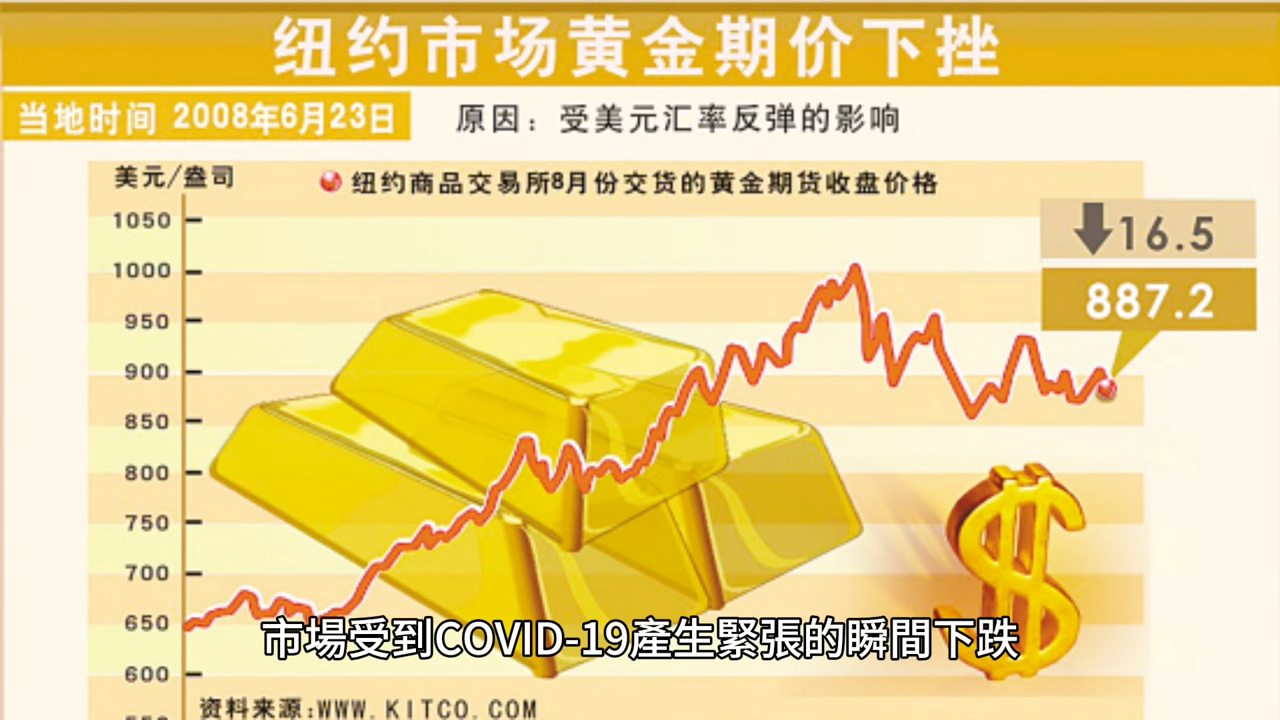 纽约市场黄金期价下挫
当地时间 2008年6月23日
原因：受美元汇率反弹的影响
美元/盎司
纽约商品交易所8月份交货的黄金期货收盘价格
1050
1000
950
900
850
800
750
700
650
600
550
↓16.5
887.2
$
市場受到COVID-19產生緊張的瞬間下跌
资料来源:WWW.KITCO.COM